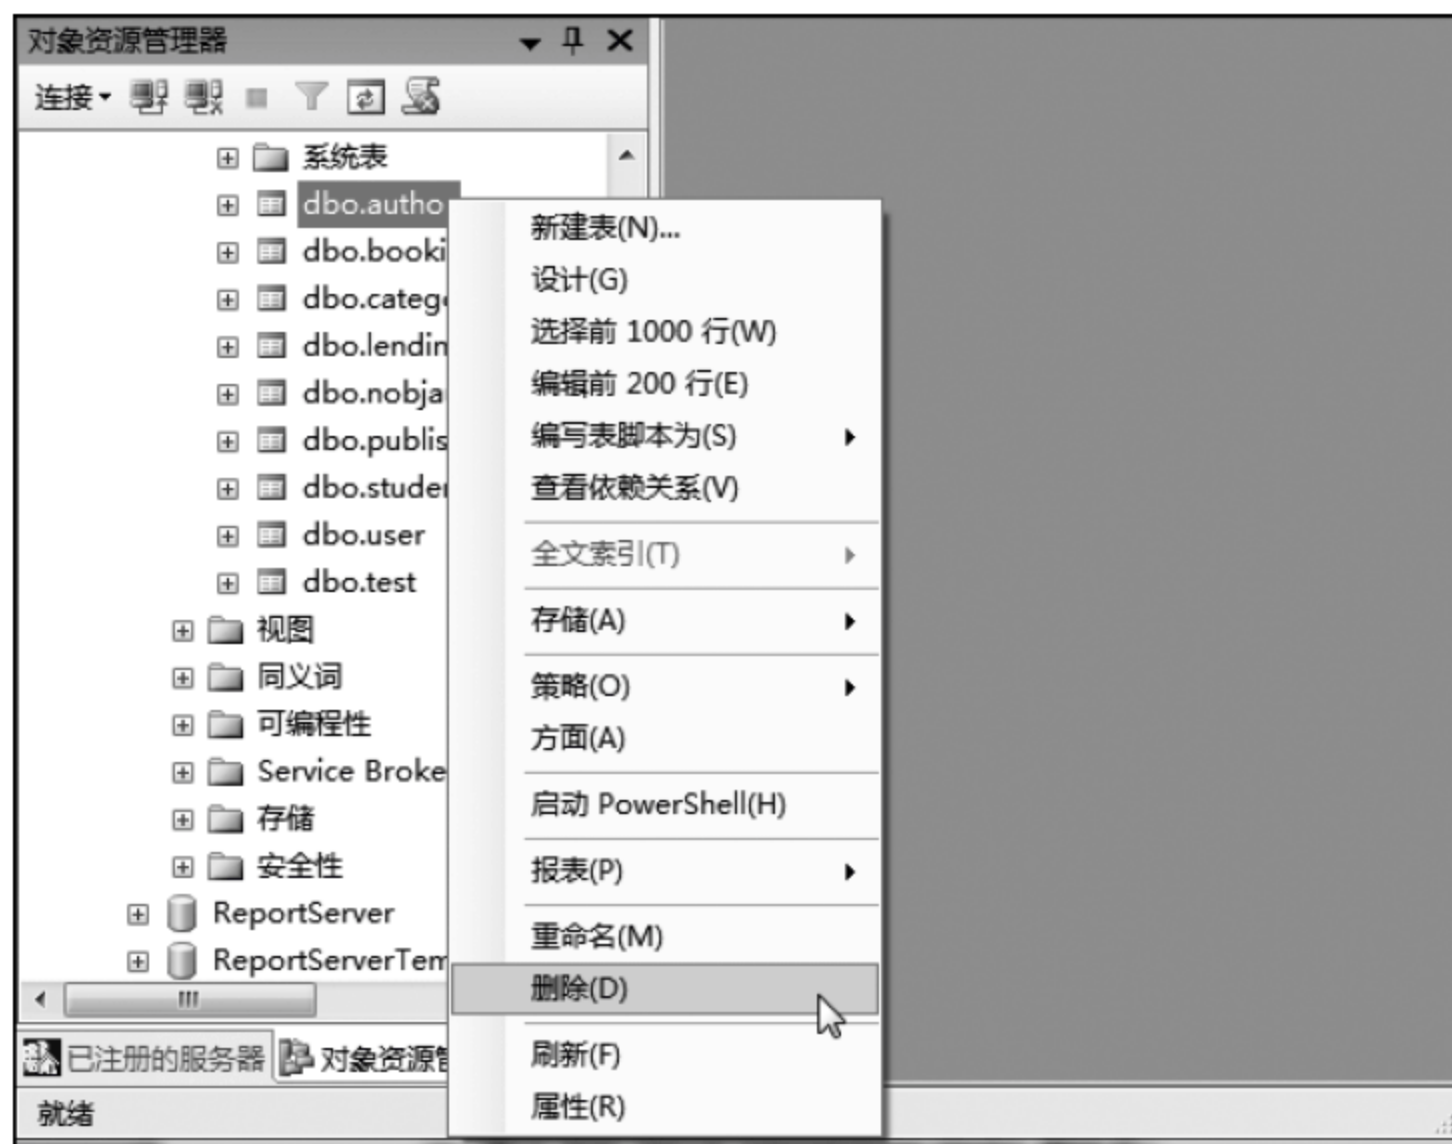 对象资源管理器
连接
系统表
dbo.autho
dbo.booki
dbo.catego
dbo.lendin
dbo.nobja
dbo.publis
dbo.studen
dbo.user
dbo.test
视图
同义词
可编程性
Service Broke
存储
安全性
ReportServer
ReportServerTem
已注册的服务器
对象资源管
就绪
新建表(N)...
设计(G)
选择前 1000 行(W)
编辑前 200 行(E)
编写表脚本为(S)
查看依赖关系(V)
全文索引(T)
存储(A)
策略(O)
方面(A)
启动 PowerShell(H)
报表(P)
重命名(M)
删除(D)
刷新(F)
属性(R)